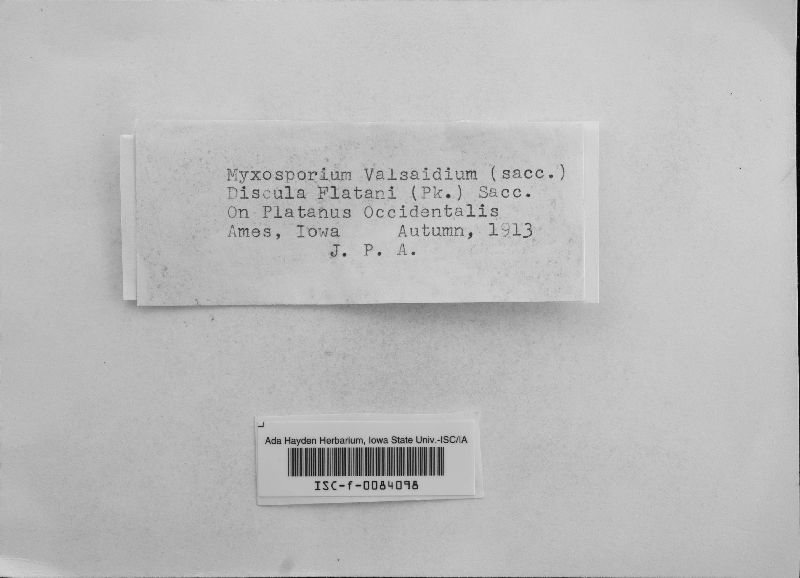 Myxosporium Valsaidium (sacc.)
Discula Flatani (Pk.) Sacc.
On Platanus Occidentalis
Ames, Iowa Autumn, 1913
J. P. A.
Ada Hayden Herbarium, Iowa State Univ.-ISC/IA
ISC-f-0084098